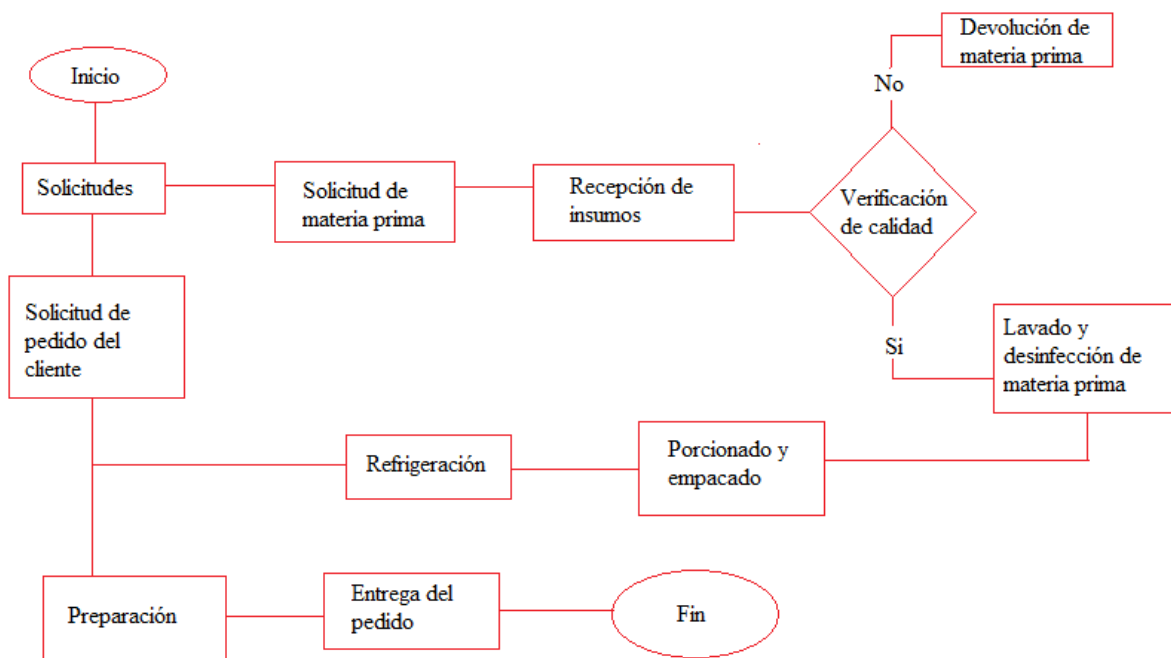 Inicio
Solicitudes
Solicitud de
materia prima
Recepción de
insumos
Verificación
de calidad
No
Devolución de
materia prima
Si
Lavado y
desinfección de
materia prima
Solicitud de
pedido del
cliente
Refrigeración
Porcionado y
empacado
Preparación
Entrega del
pedido
Fin